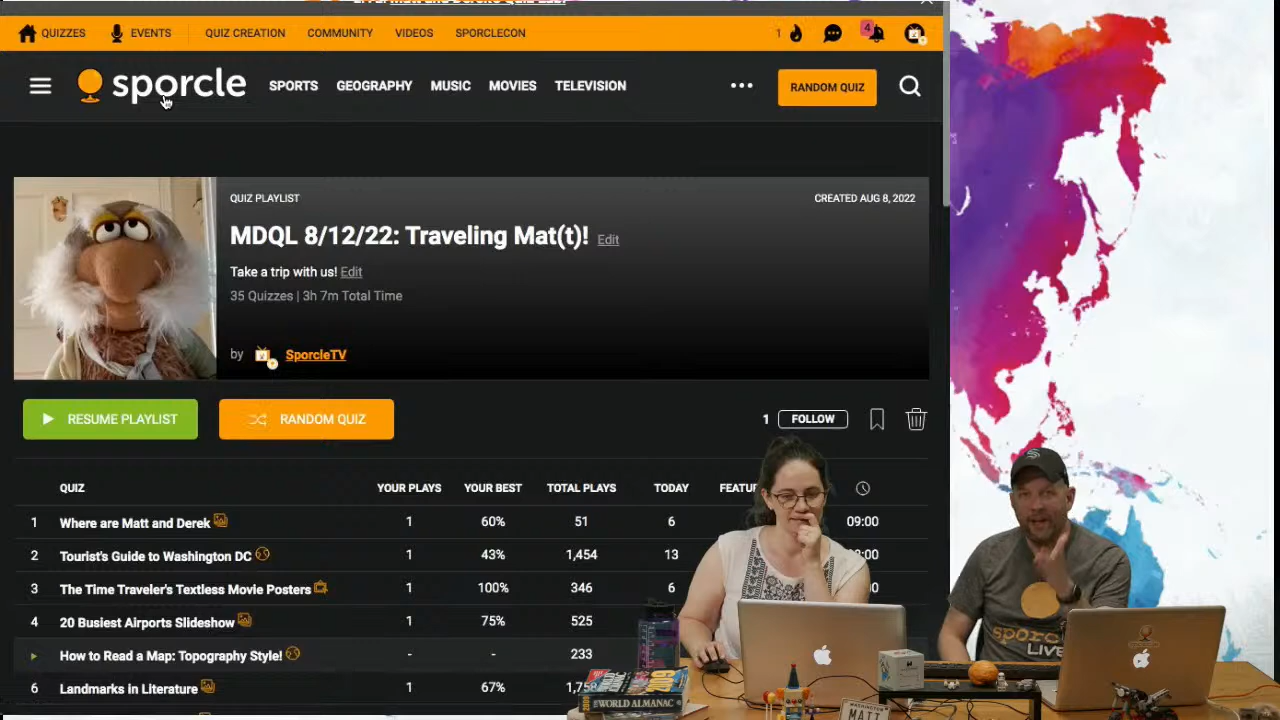 QUIZZES EVENTS QUIZ CREATION COMMUNITY VIDEOS SPORCLECON 1 4
sporcle SPORTS GEOGRAPHY MUSIC MOVIES TELEVISION RANDOM QUIZ
QUIZ PLAYLIST CREATED AUG 8, 2022
MDQL 8/12/22: Traveling Mat(t)! Edit
Take a trip with us! Edit
35 Quizzes | 3h 7m Total Time
by SporcleTV
RESUME PLAYLIST RANDOM QUIZ 1 FOLLOW
QUIZ YOUR PLAYS YOUR BEST TOTAL PLAYS TODAY
1 Where are Matt and Derek 1 60% 51 6 09:00
2 Tourist's Guide to Washington DC 1 43% 1,454 13
3 The Time Traveler's Textless Movie Posters 1 100% 346 6
4 20 Busiest Airports Slideshow 1 75% 525
How to Read a Map: Topography Style! - - 233
6 Landmarks in Literature 1 67%
sporcle
LIVE
WORLD ALMANAC
WASHINGTON
MATT